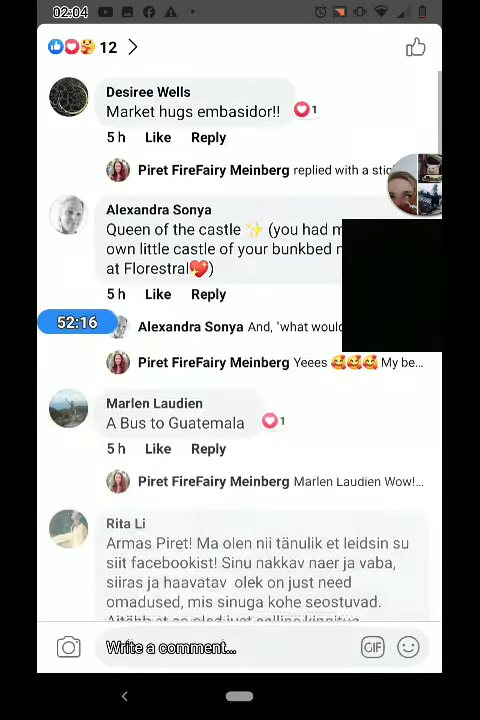 02:04
12
Desiree Wells
Market hugs embasidor!!
1
5 h Like Reply
Piret FireFairy Meinberg replied with a stic
Alexandra Sonya
Queen of the castle ✨ (you had m
own little castle of your bunkbed
at Florestral💖)
5 h Like Reply
52:16
Alexandra Sonya And, 'what would
Piret FireFairy Meinberg Yeees 🥰🥰🥰 My be...
Marlen Laudien
A Bus to Guatemala
1
5 h Like Reply
Piret FireFairy Meinberg Marlen Laudien Wow!...
Rita Li
Armas Piret! Ma olen nii tänulik et leidsin su
siit facebookist! Sinu nakkav naer ja vaba,
siiras ja haavatav olek on just need
omadused, mis sinuga kohe seostuvad.
Write a comment...
GIF